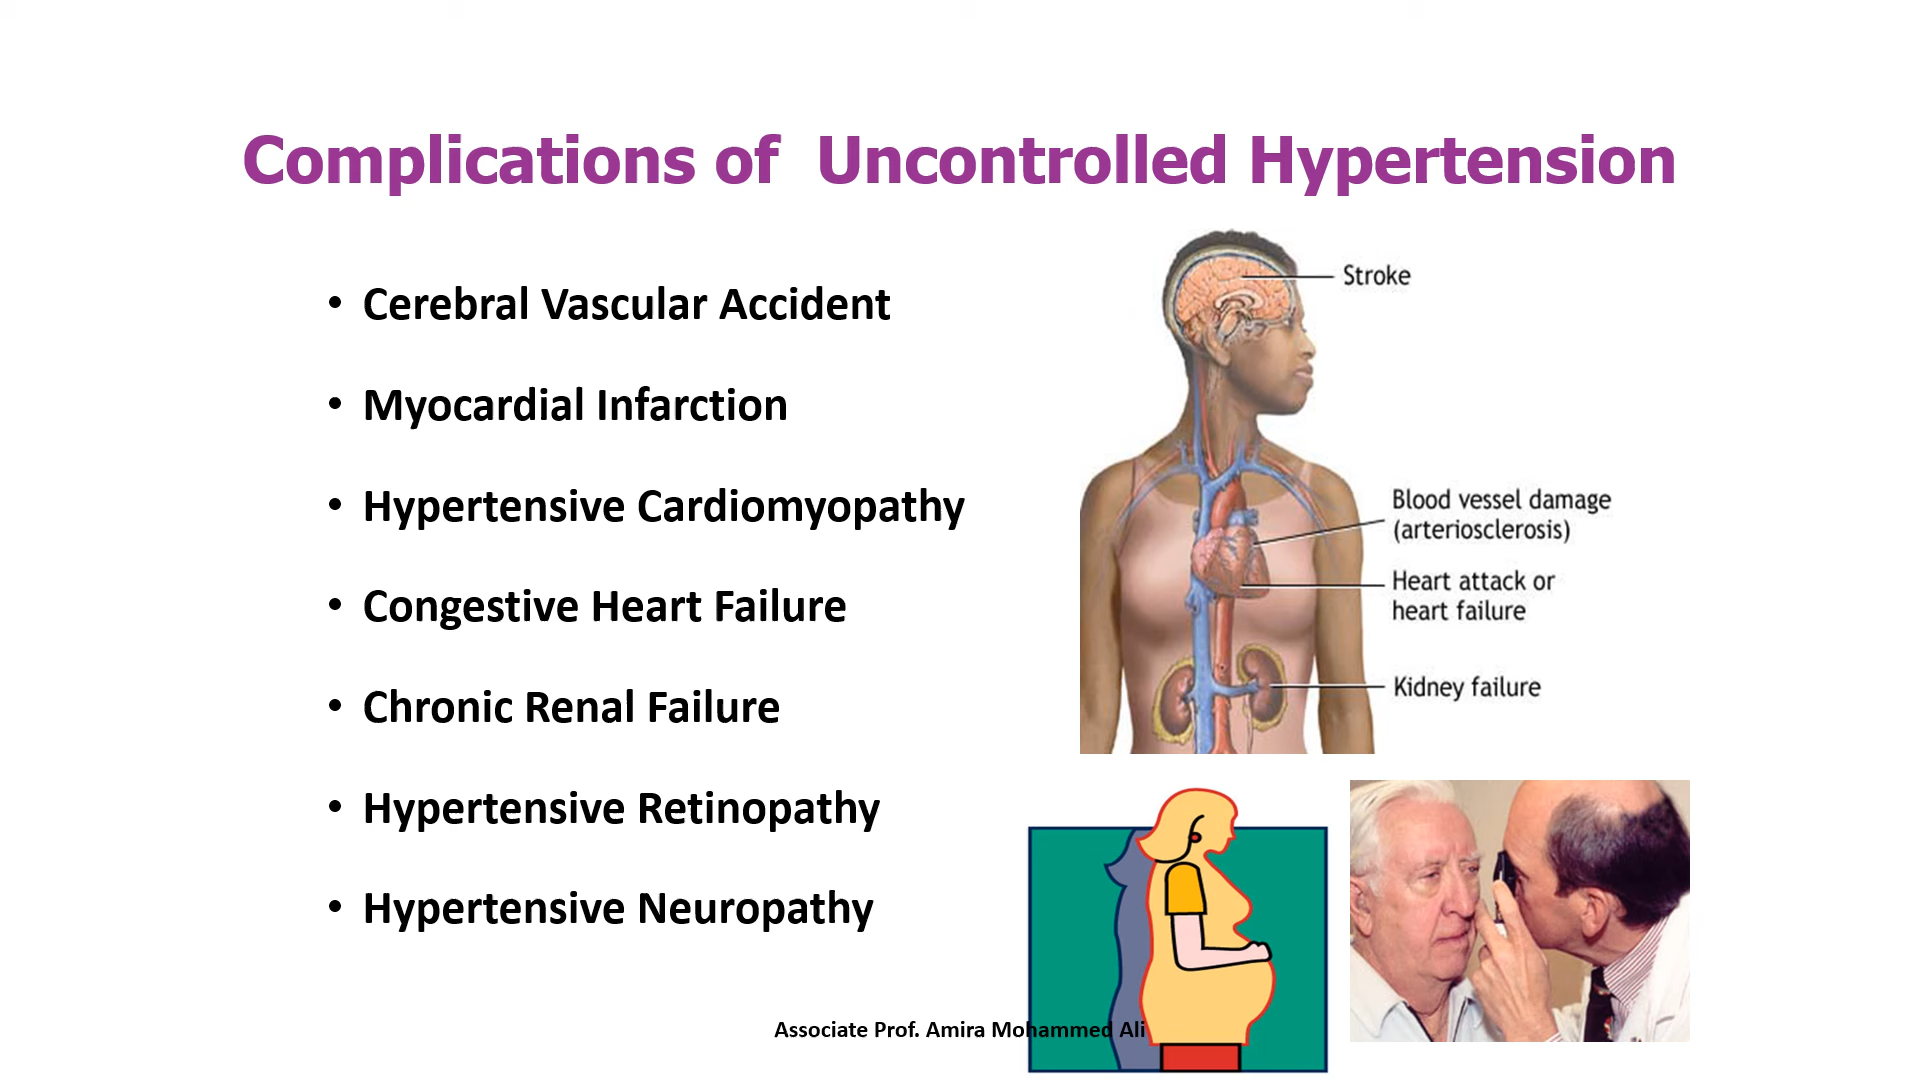 Complications of  Uncontrolled Hypertension
• Cerebral Vascular Accident
• Myocardial Infarction
• Hypertensive Cardiomyopathy
• Congestive Heart Failure
• Chronic Renal Failure
• Hypertensive Retinopathy
• Hypertensive Neuropathy
Stroke
Blood vessel damage
(arteriosclerosis)
Heart attack or
heart failure
Kidney failure
Associate Prof. Amira Mohammed Ali